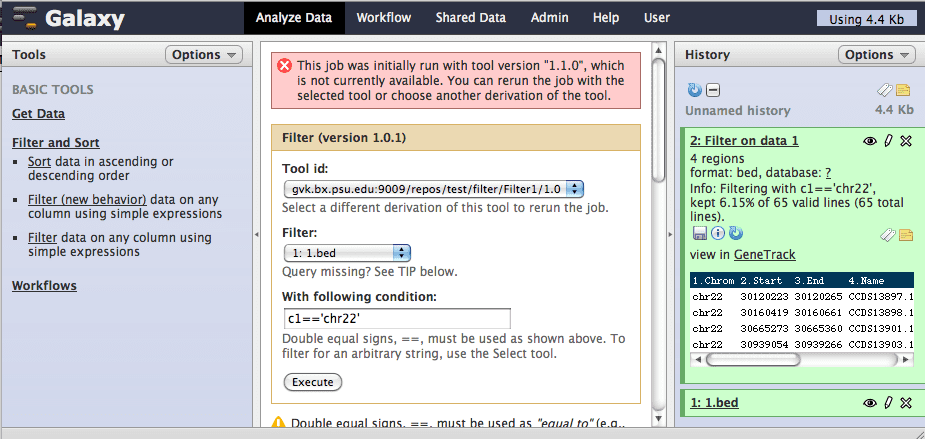 Galaxy
Analyze Data
Workflow
Shared Data
Admin
Help
User
Using 4.4 Kb
Tools
Options
BASIC TOOLS
Get Data
Filter and Sort
Sort data in ascending or
descending order
Filter (new behavior) data on any
column using simple expressions
Filter data on any column using
simple expressions
Workflows
This job was initially run with tool version "1.1.0", which
is not currently available. You can rerun the job with the
selected tool or choose another derivation of the tool.
Filter (version 1.0.1)
Tool id:
gvk.bx.psu.edu:9009/repos/test/filter/Filter1/1.0
Select a different derivation of this tool to rerun the job.
Filter:
1: 1.bed
Query missing? See TIP below.
With following condition:
c1=='chr22'
Double equal signs, ==, must be used as shown above. To
filter for an arbitrary string, use the Select tool.
Execute
Double equal signs, ==, must be used as "equal to" (e.g.,
History
Options
Unnamed history
4.4 Kb
2: Filter on data 1
4 regions
format: bed, database: ?
Info: Filtering with c1=='chr22',
kept 6.15% of 65 valid lines (65 total
lines).
view in GeneTrack
1.Chrom 2.Start 3.End 4.Name
chr22 30120223 30120265 CCDS13897.1
chr22 30160419 30160661 CCDS13898.1
chr22 30665273 30665360 CCDS13901.1
chr22 30939054 30939266 CCDS13903.1
1: 1.bed